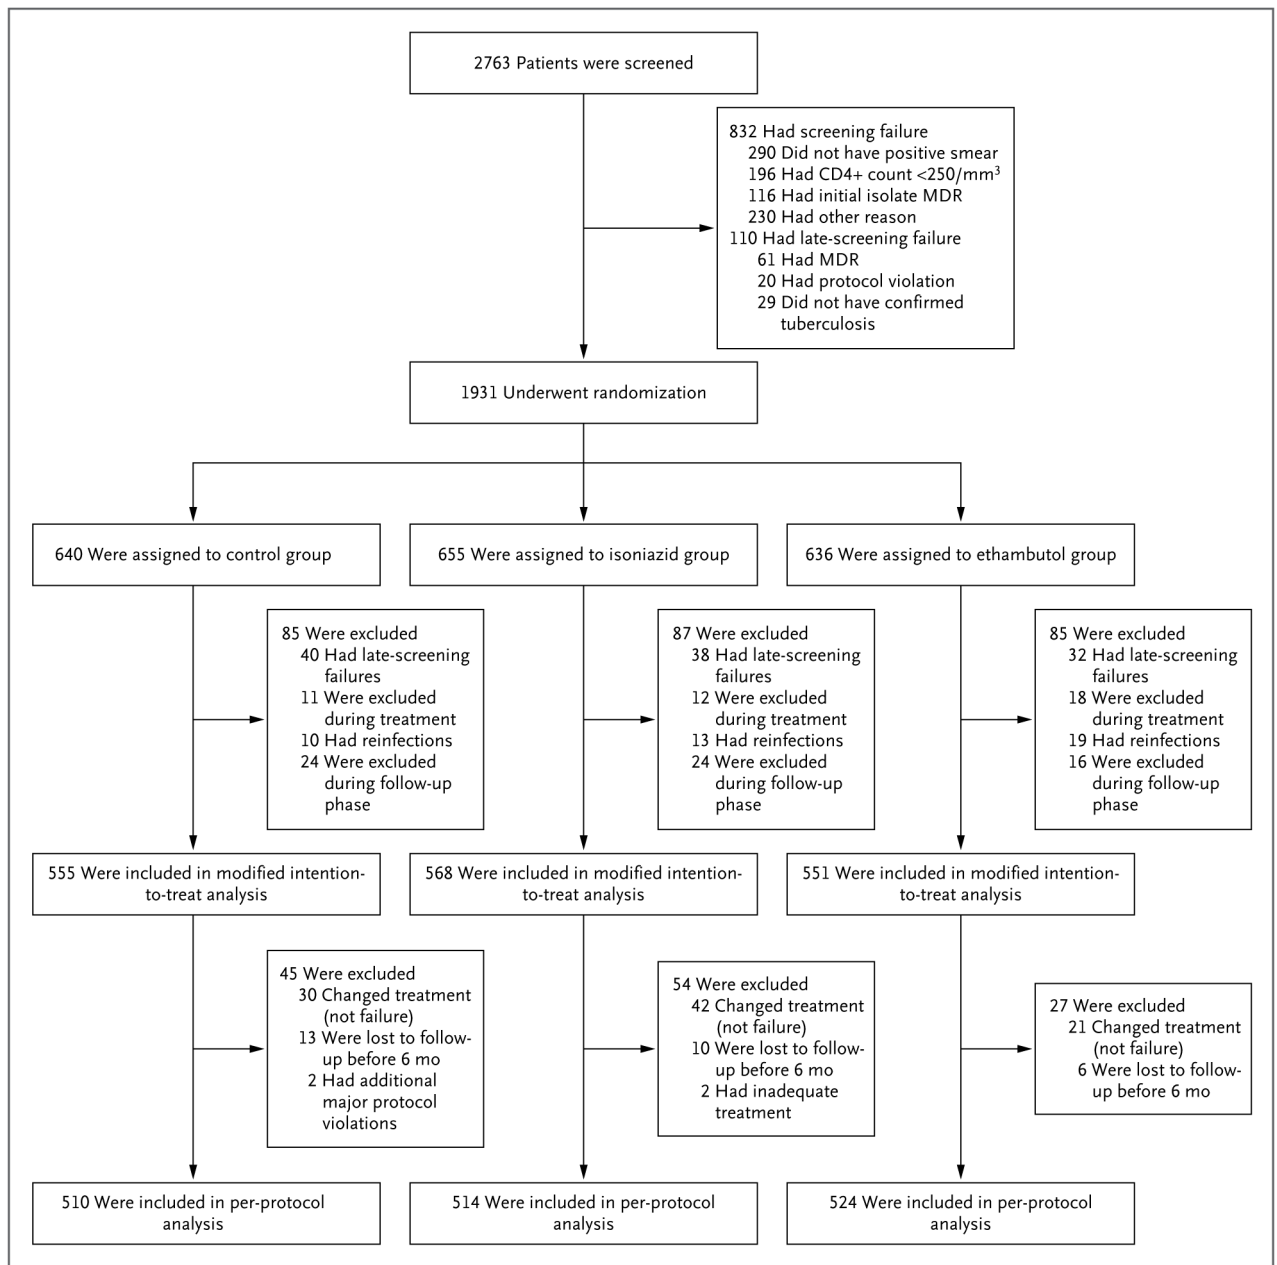 2763 Patients were screened
832 Had screening failure
290 Did not have positive smear
196 Had CD4+ count <250/mm³
116 Had initial isolate MDR
230 Had other reason
110 Had late-screening failure
61 Had MDR
20 Had protocol violation
29 Did not have confirmed
tuberculosis
1931 Underwent randomization
640 Were assigned to control group
655 Were assigned to isoniazid group
636 Were assigned to ethambutol group
85 Were excluded
40 Had late-screening
failures
11 Were excluded
during treatment
10 Had reinfections
24 Were excluded
during follow-up
phase
87 Were excluded
38 Had late-screening
failures
12 Were excluded
during treatment
13 Had reinfections
24 Were excluded
during follow-up
phase
85 Were excluded
32 Had late-screening
failures
18 Were excluded
during treatment
19 Had reinfections
16 Were excluded
during follow-up
phase
555 Were included in modified intention-
to-treat analysis
568 Were included in modified intention-
to-treat analysis
551 Were included in modified intention-
to-treat analysis
45 Were excluded
30 Changed treatment
(not failure)
13 Were lost to follow-
up before 6 mo
2 Had additional
major protocol
violations
54 Were excluded
42 Changed treatment
(not failure)
10 Were lost to follow-
up before 6 mo
2 Had inadequate
treatment
27 Were excluded
21 Changed treatment
(not failure)
6 Were lost to follow-
up before 6 mo
510 Were included in per-protocol
analysis
514 Were included in per-protocol
analysis
524 Were included in per-protocol
analysis